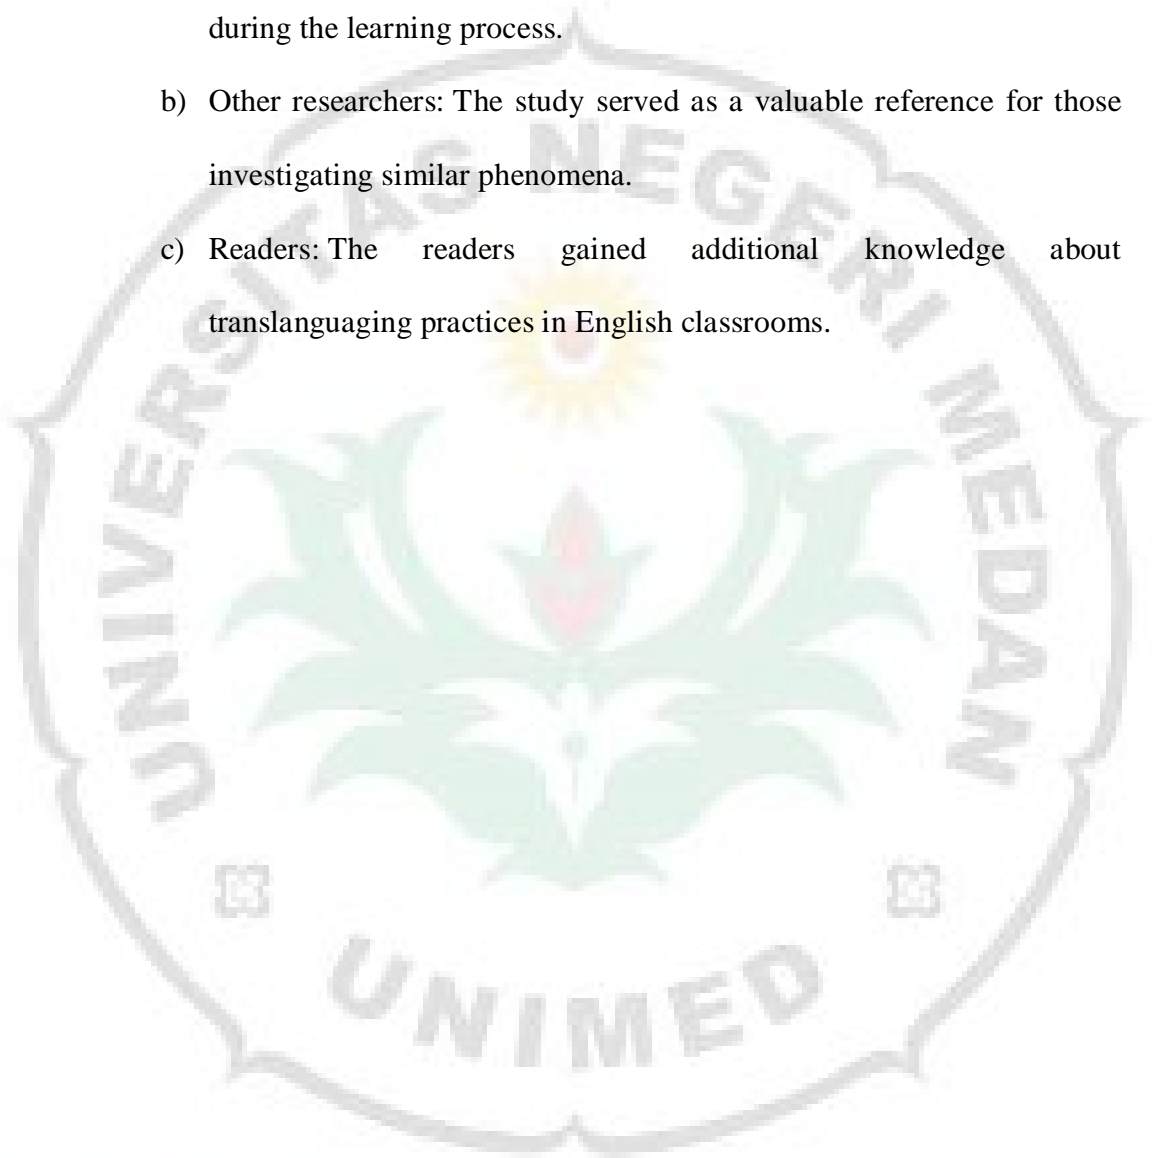 during the learning process.
b) Other researchers: The study served as a valuable reference for those
investigating similar phenomena.
c) Readers: The readers gained additional knowledge about
translanguaging practices in English classrooms.
UNIVERSITAS NEGERI MEDAN
UNIMED